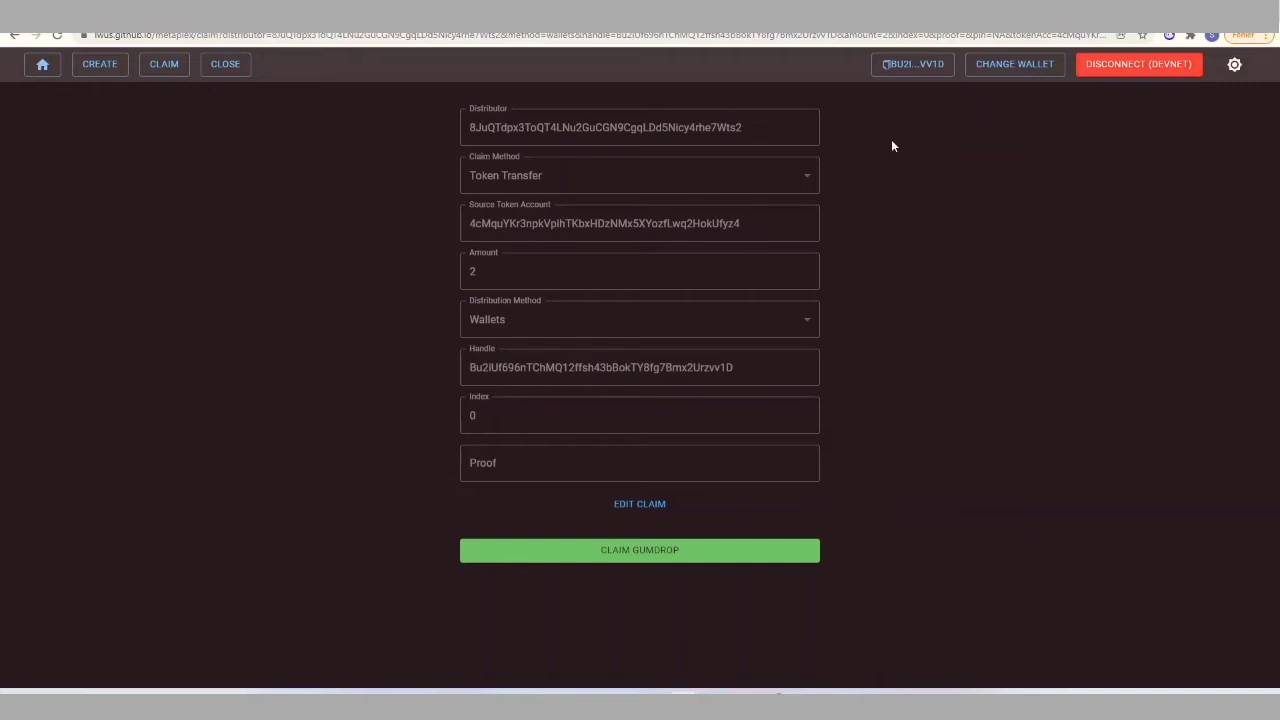 CREATE
CLAIM
CLOSE
BU2I...VV1D
CHANGE WALLET
DISCONNECT (DEVNET)
Distributor
8JuQTdpx3ToQT4LNu2GuCGN9CgqLDd5Nicy4rhe7Wts2
Claim Method
Token Transfer
Source Token Account
4cMquYKr3npkVpihTKbxHDzNMx5XYozfLwq2HokUfyz4
Amount
2
Distribution Method
Wallets
Handle
Bu2iUf696nTChMQ12ffsh43bBokTY8fg7Bmx2Urzvv1D
Index
0
Proof
EDIT CLAIM
CLAIM GUMDROP